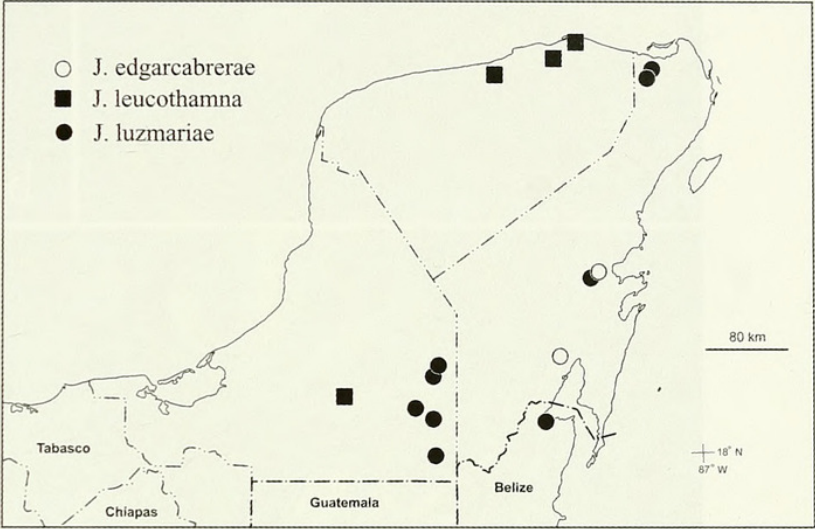 J. edgarcabrerae
J. leucothamna
J. luzmariae
80 km
18° N
87° W
Tabasco
Chiapas
Guatemala
Belize